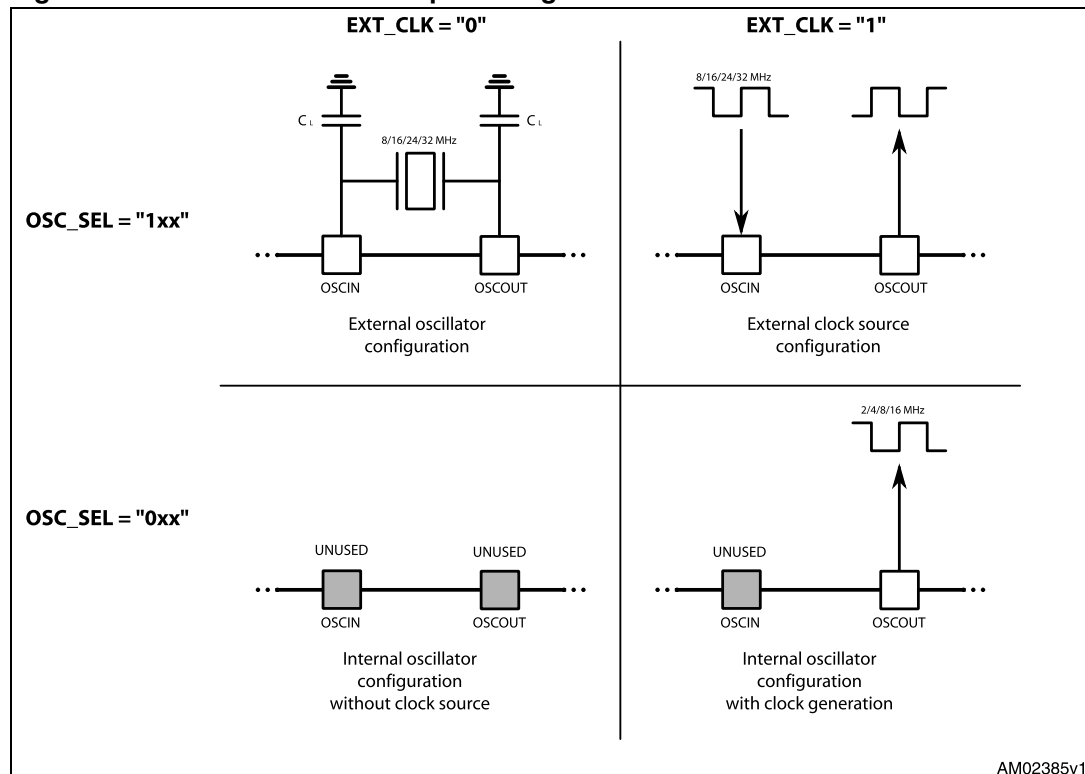 EXT_CLK = "0" EXT_CLK = "1"
8/16/24/32 MHz
CL CL
8/16/24/32 MHz
OSC_SEL = "1xx"
OSCIN OSCOUT OSCIN OSCOUT
External oscillator
configuration
External clock source
configuration
2/4/8/16 MHz
OSC_SEL = "0xx"
UNUSED UNUSED UNUSED
OSCIN OSCOUT OSCIN OSCOUT
Internal oscillator
configuration
without clock source
Internal oscillator
configuration
with clock generation
AM02385v1